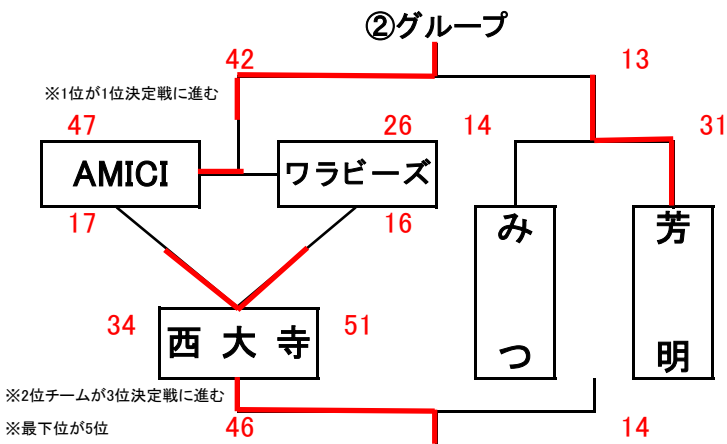 ②グループ
42 13
※1位が1位決定戦に進む
47 26 14 31
AMICI ワラビーズ
17 16 みつ 芳明
34 西大寺 51
※2位チームが3位決定戦に進む
※最下位が5位 46 14